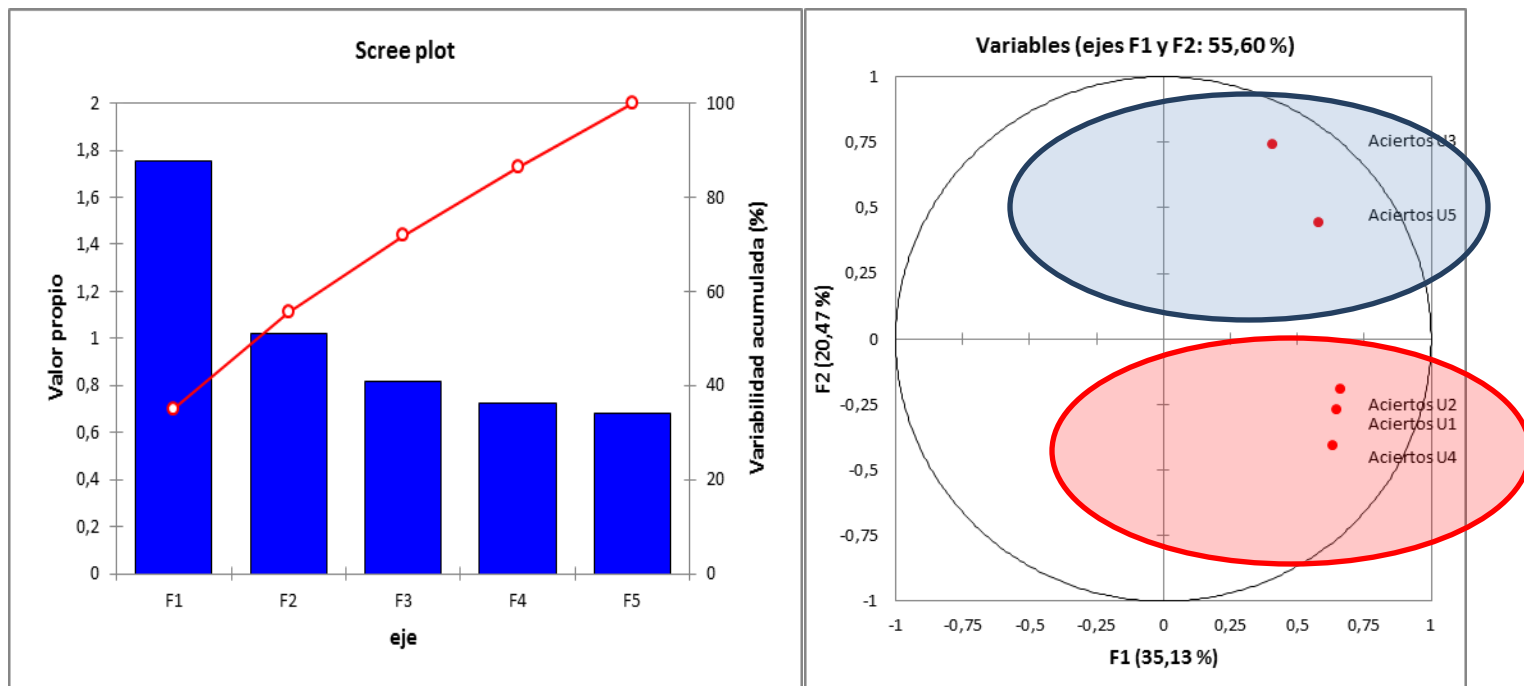 Scree plot
2
1,8
1,6
1,4
1,2
1
0,8
0,6
0,4
0,2
0
Valor propio
100
80
60
40
20
0
Variabilidad acumulada (%)
F1 F2 F3 F4 F5
eje
Variables (ejes F1 y F2: 55,60 %)
1
0,75
0,5
0,25
0
-0,25
-0,5
-0,75
-1
F2 (20,47 %)
Aciertos U3
Aciertos U5
Aciertos U2
Aciertos U1
Aciertos U4
-1 -0,75 -0,5 -0,25 0 0,25 0,5 0,75 1
F1 (35,13 %)